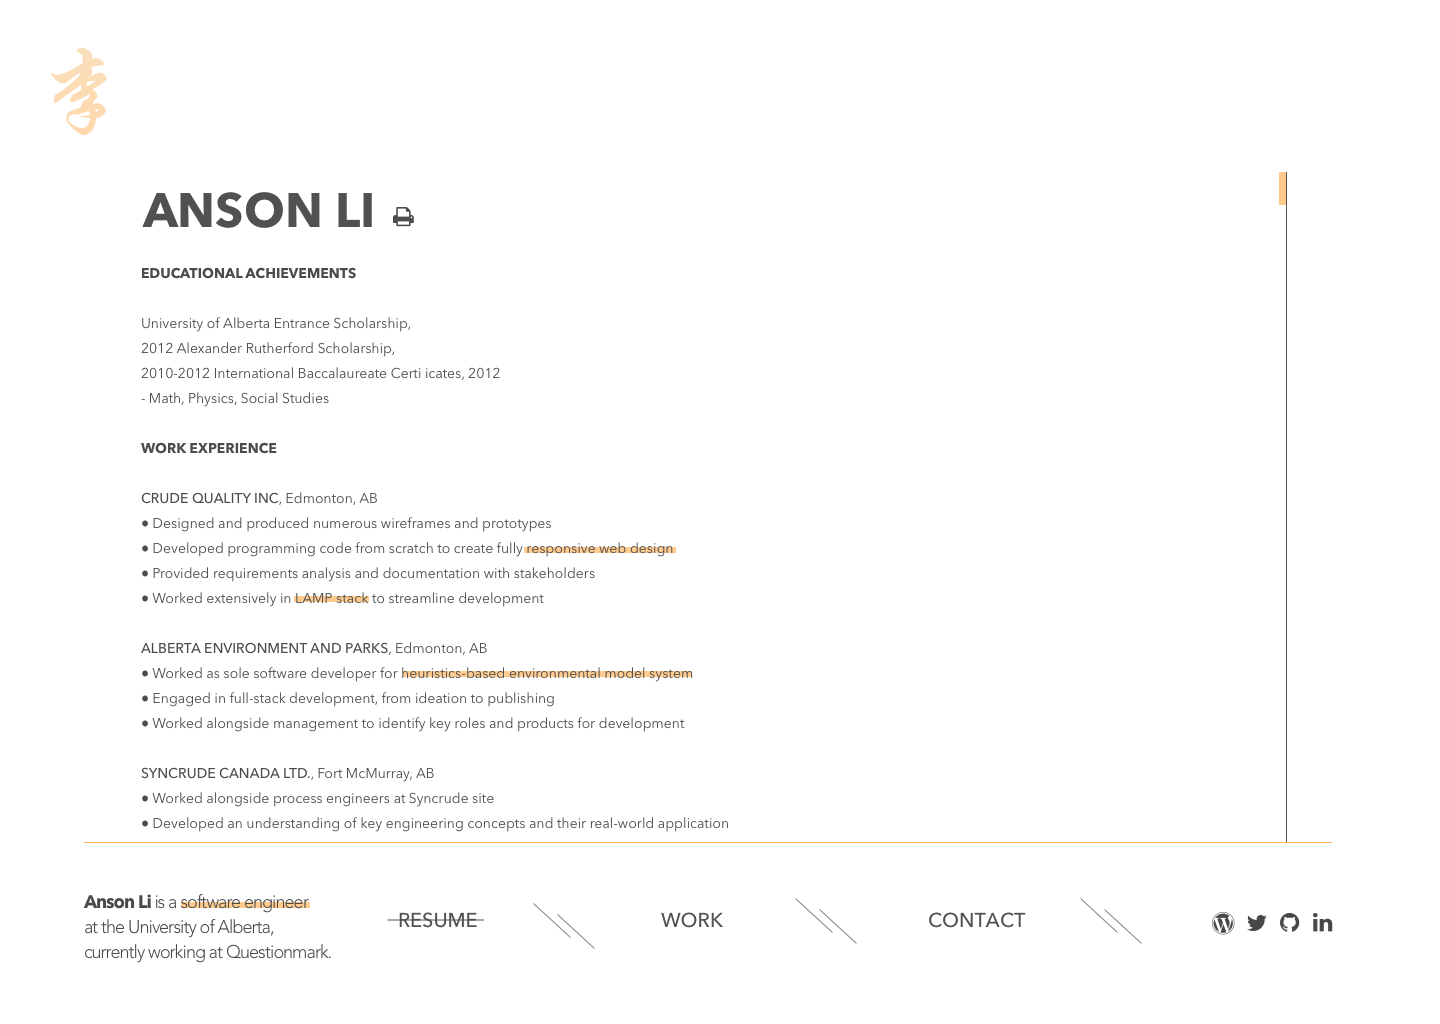 李
ANSON LI
EDUCATIONAL ACHIEVEMENTS
University of Alberta Entrance Scholarship,
2012 Alexander Rutherford Scholarship,
2010-2012 International Baccalaureate Certi icates, 2012
- Math, Physics, Social Studies
WORK EXPERIENCE
CRUDE QUALITY INC, Edmonton, AB
• Designed and produced numerous wireframes and prototypes
• Developed programming code from scratch to create fully responsive web design
• Provided requirements analysis and documentation with stakeholders
• Worked extensively in LAMP stack to streamline development
ALBERTA ENVIRONMENT AND PARKS, Edmonton, AB
• Worked as sole software developer for heuristics-based environmental model system
• Engaged in full-stack development, from ideation to publishing
• Worked alongside management to identify key roles and products for development
SYNCRUDE CANADA LTD., Fort McMurray, AB
• Worked alongside process engineers at Syncrude site
• Developed an understanding of key engineering concepts and their real-world application
Anson Li is a software engineer
at the University of Alberta,
currently working at Questionmark.
RESUME
WORK
CONTACT